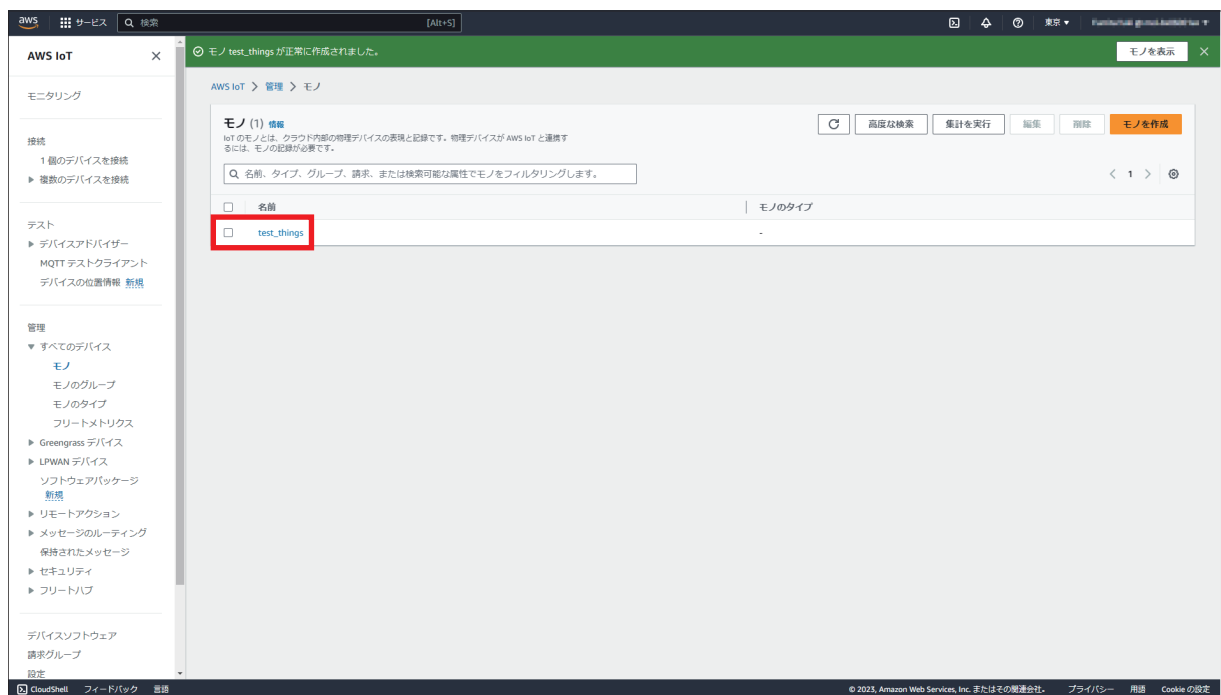 aws
サービス
検索
[Alt+S]
東京
AWS IoT
モノ test_things が正常に作成されました。
モノを表示
モニタリング
接続
1 個のデバイスを接続
複数のデバイスを接続
テスト
デバイスアドバイザー
MQTT テストクライアント
デバイスの位置情報 新規
管理
すべてのデバイス
モノ
モノのグループ
モノのタイプ
フリートメトリクス
Greengrass デバイス
LPWAN デバイス
ソフトウェアパッケージ
新規
リモートアクション
メッセージのルーティング
保持されたメッセージ
セキュリティ
フリートハブ
デバイスソフトウェア
請求グループ
設定
AWS IoT > 管理 > モノ
モノ (1) 情報
IoT のモノとは、クラウド内部の物理デバイスの表現と記録です。物理デバイスが AWS IoT と連携す
るには、モノの記録が必要です。
高度な検索
集計を実行
編集
削除
モノを作成
名前、タイプ、グループ、請求、または検索可能な属性でモノをフィルタリングします。
1
名前
モノのタイプ
test_things
-
CloudShell
フィードバック
言語
© 2023, Amazon Web Services, Inc. またはその関連会社。
プライバシー
用語
Cookie の設定